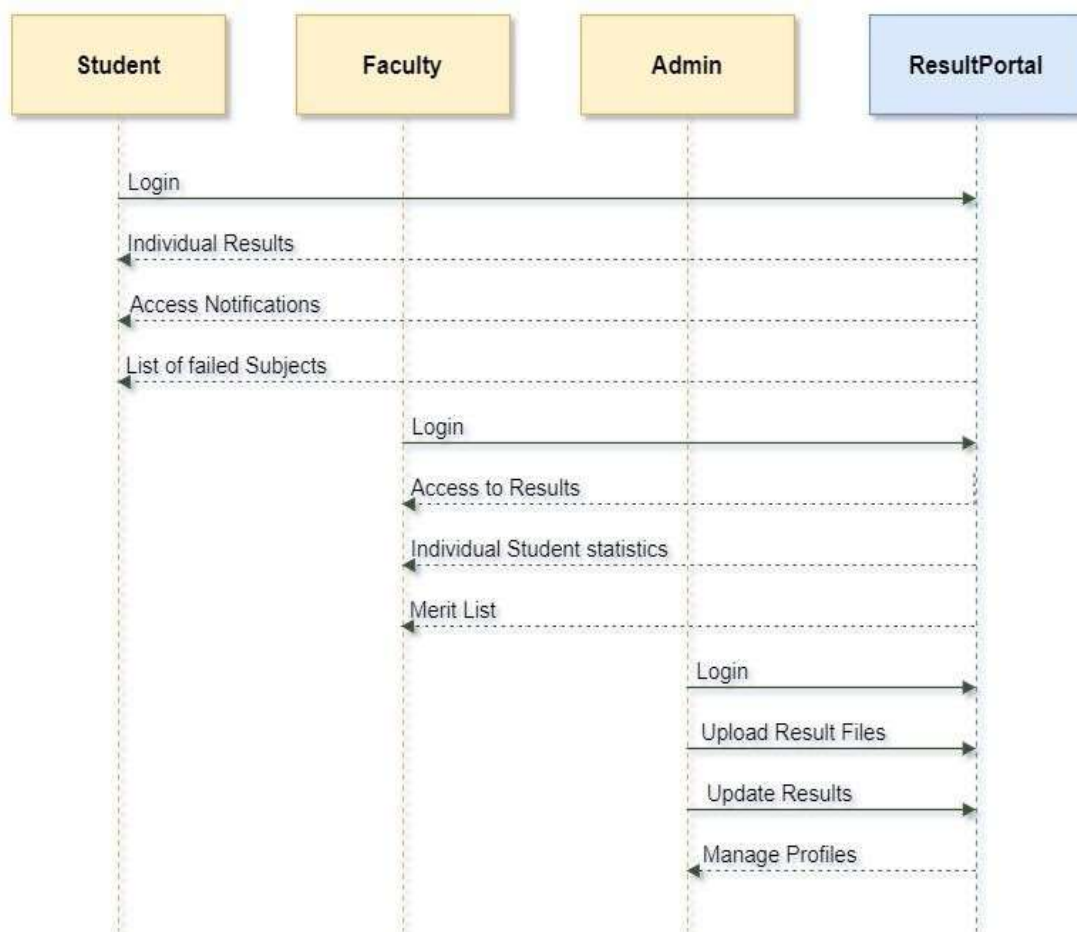 Student
Faculty
Admin
ResultPortal
Login
Individual Results
Access Notifications
List of failed Subjects
Login
Access to Results
Individual Student statistics
Merit List
Login
Upload Result Files
Update Results
Manage Profiles